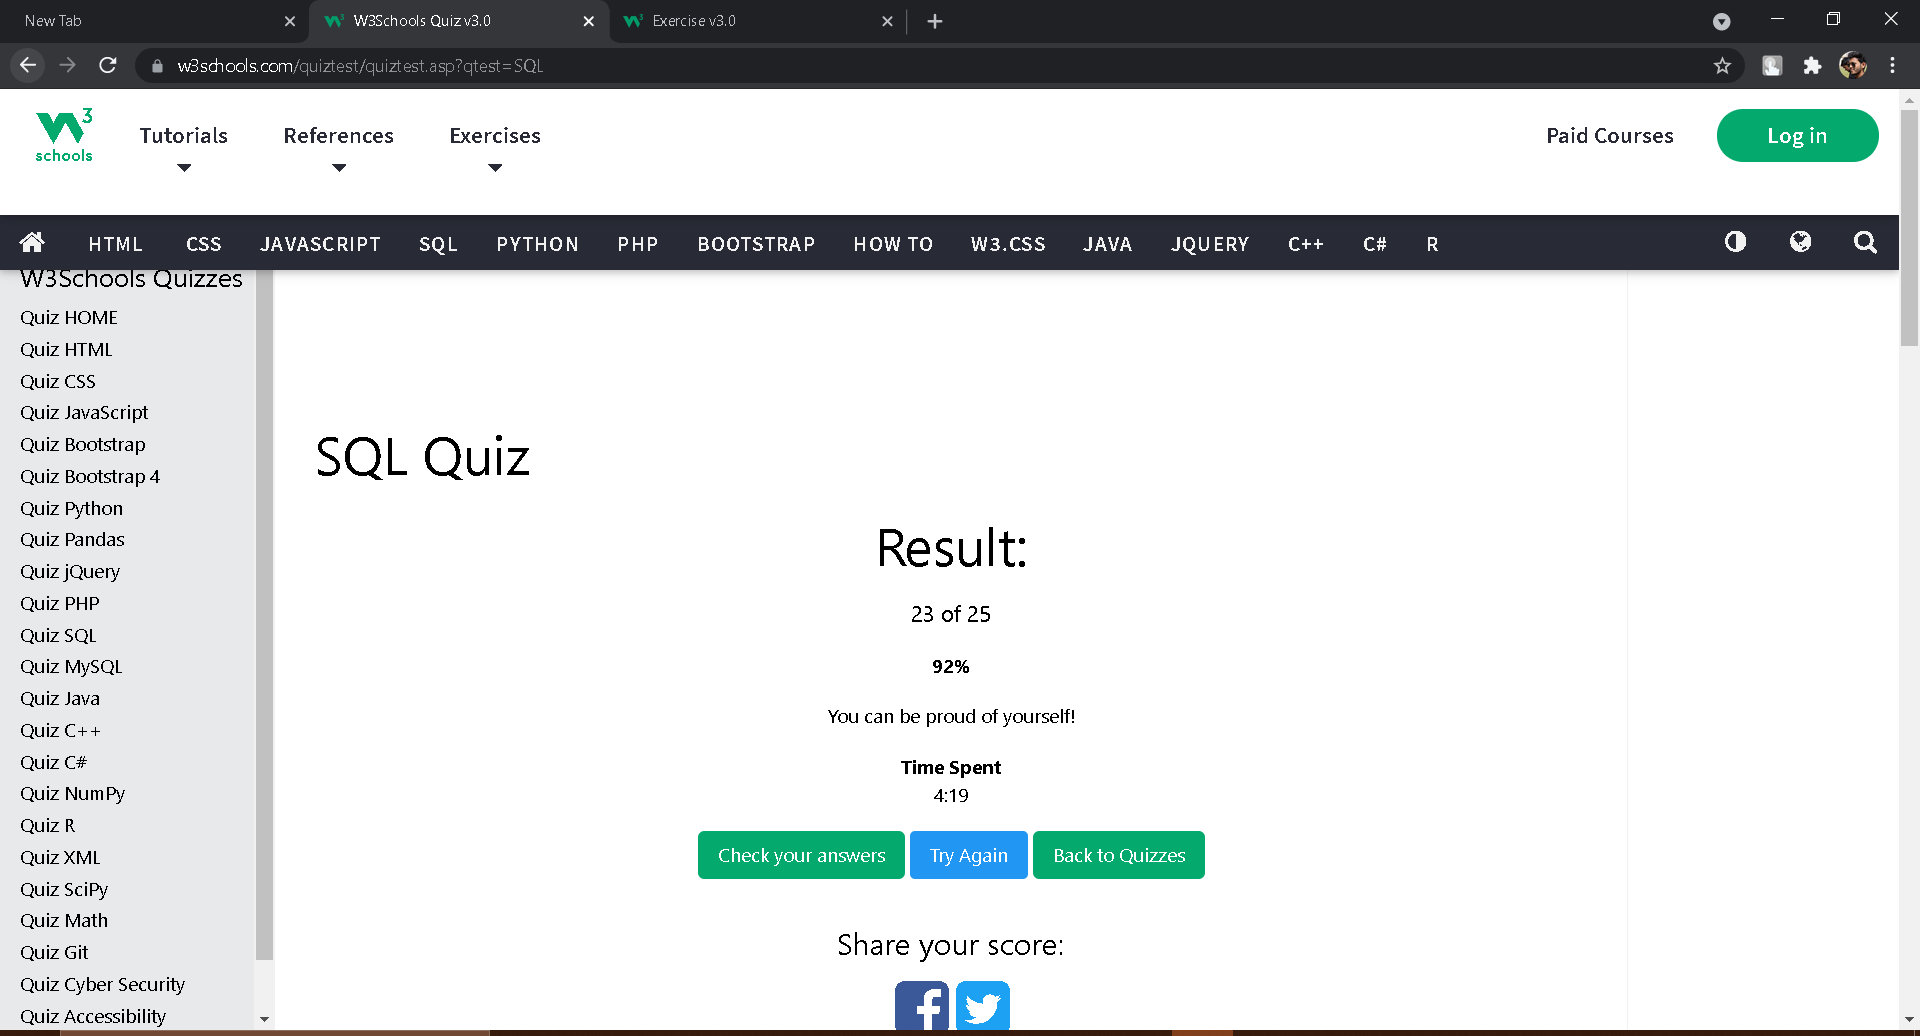 New Tab
W3Schools Quiz v3.0
Exercise v3.0
w3schools.com/quiztest/quiztest.asp?qtest=SQL
W3
schools
Tutorials
References
Exercises
Paid Courses
Log in
HTML CSS JAVASCRIPT SQL PYTHON PHP BOOTSTRAP HOW TO W3.CSS JAVA JQUERY C++ C# R
W3Schools Quizzes
Quiz HOME
Quiz HTML
Quiz CSS
Quiz JavaScript
Quiz Bootstrap
Quiz Bootstrap 4
Quiz Python
Quiz Pandas
Quiz jQuery
Quiz PHP
Quiz SQL
Quiz MySQL
Quiz Java
Quiz C++
Quiz C#
Quiz NumPy
Quiz R
Quiz XML
Quiz SciPy
Quiz Math
Quiz Git
Quiz Cyber Security
Quiz Accessibility
SQL Quiz
Result:
23 of 25
92%
You can be proud of yourself!
Time Spent
4:19
Check your answers
Try Again
Back to Quizzes
Share your score: